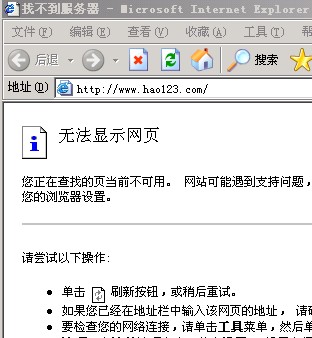 找不到服务器 - Microsoft Internet Explorer
文件(F) 编辑(E) 查看(V) 收藏(A) 工具(T)
后退 搜索
地址(D) http://www.hao123.com/
无法显示网页
您正在查找的页当前不可用。 网站可能遇到支持问题，
您的浏览器设置。
请尝试以下操作:
• 单击 刷新按钮，或稍后重试。
• 如果您已经在地址栏中输入该网页的地址， 请确
• 要检查您的网络连接，请单击工具菜单，然后单